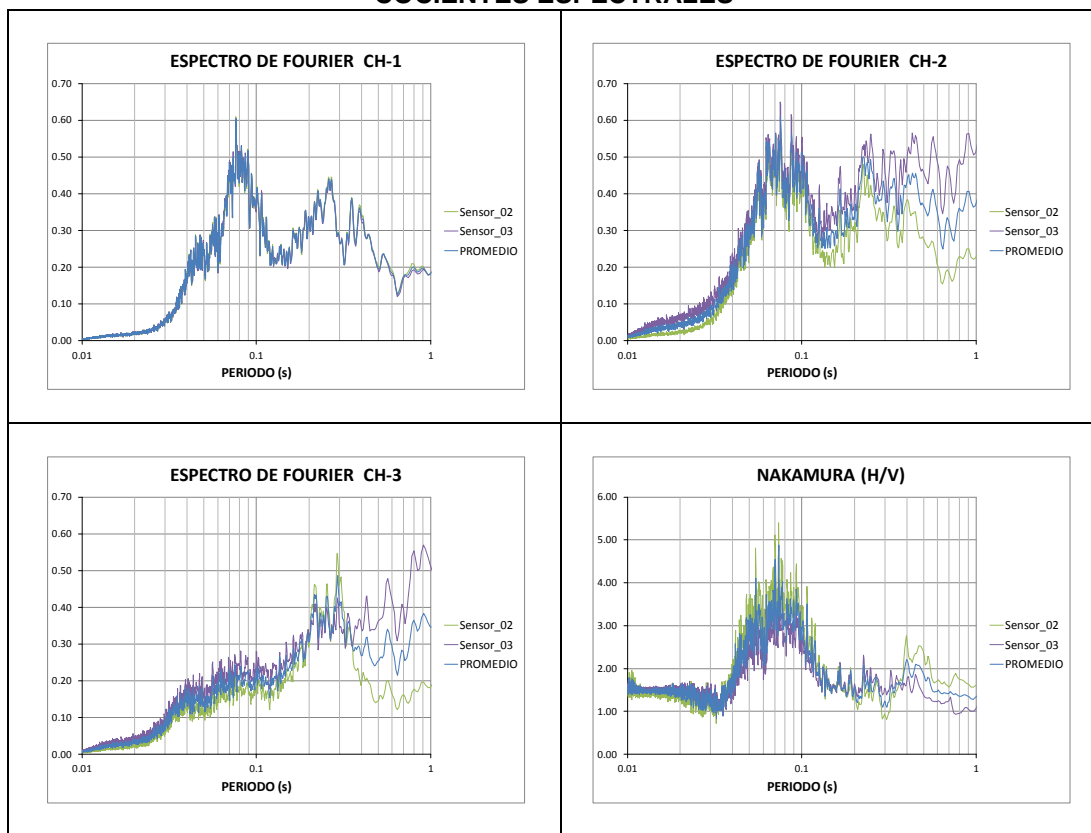 COCIENTES ESPECTRALES
ESPECTRO DE FOURIER CH-1
0.70
0.60
0.50
0.40
0.30
0.20
0.10
0.00
0.01 0.1 1
PERIODO (s)
Sensor_02
Sensor_03
PROMEDIO
ESPECTRO DE FOURIER CH-2
0.70
0.60
0.50
0.40
0.30
0.20
0.10
0.00
0.01 0.1 1
PERIODO (s)
Sensor_02
Sensor_03
PROMEDIO
ESPECTRO DE FOURIER CH-3
0.70
0.60
0.50
0.40
0.30
0.20
0.10
0.00
0.01 0.1 1
PERIODO (s)
Sensor_02
Sensor_03
PROMEDIO
NAKAMURA (H/V)
6.00
5.00
4.00
3.00
2.00
1.00
0.00
0.01 0.1 1
PERIODO (s)
Sensor_02
Sensor_03
PROMEDIO